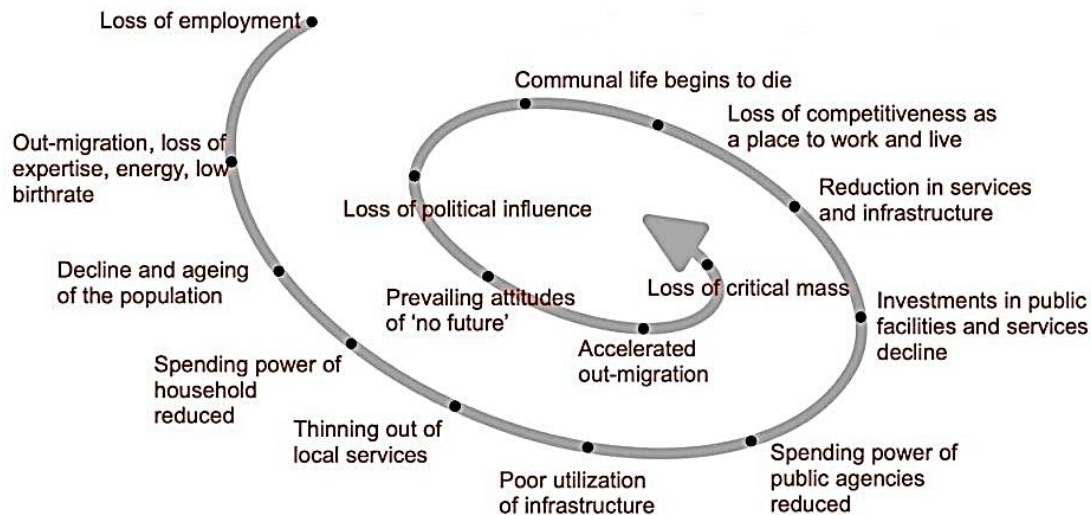 Loss of employment
Out-migration, loss of
expertise, energy, low
birthrate
Decline and ageing
of the population
Spending power of
household
reduced
Thinning out of
local services
Poor utilization
of infrastructure
Spending power of
public agencies
reduced
Investments in public
facilities and services
decline
Reduction in services
and infrastructure
Loss of competitiveness as
a place to work and live
Communal life begins to die
Loss of political influence
Prevailing attitudes
of 'no future’
Accelerated
out-migration
Loss of critical mass